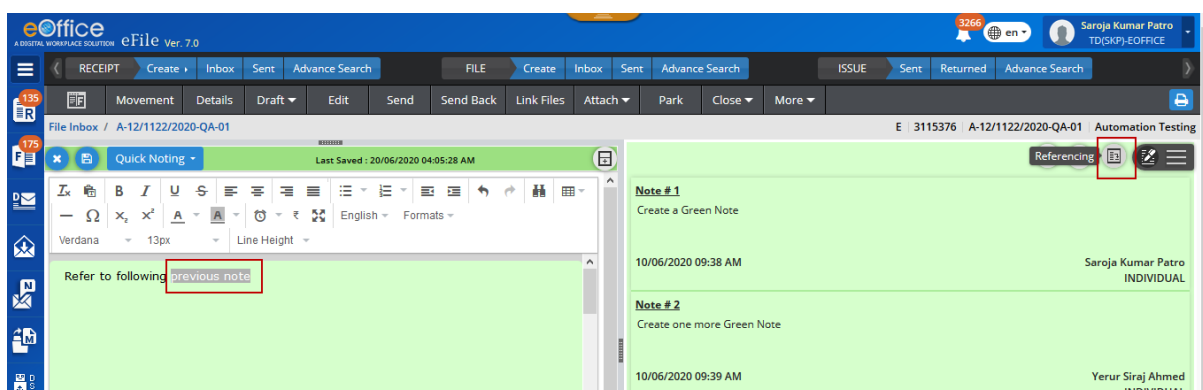 eOffice
A DIGITAL WORKPLACE SOLUTION eFile Ver. 7.0
3266
en
Saroja Kumar Patro
TD(SKP)-EOFFICE
RECEIPT Create Inbox Sent Advance Search FILE Create Inbox Sent Advance Search ISSUE Sent Returned Advance Search
135
R
Movement Details Draft Edit Send Send Back Link Files Attach Park Close More
File Inbox / A-12/1122/2020-QA-01 E 3115376 A-12/1122/2020-QA-01 Automation Testing
175
F
Quick Noting Last Saved : 20/06/2020 04:05:28 AM
Referencing
B I U S
English Formats
Verdana 13px Line Height
Refer to following previous note
Note # 1
Create a Green Note
10/06/2020 09:38 AM Saroja Kumar Patro
INDIVIDUAL
Note # 2
Create one more Green Note
10/06/2020 09:39 AM Yerur Siraj Ahmed
INDIVIDUAL
D
N
M
D
S